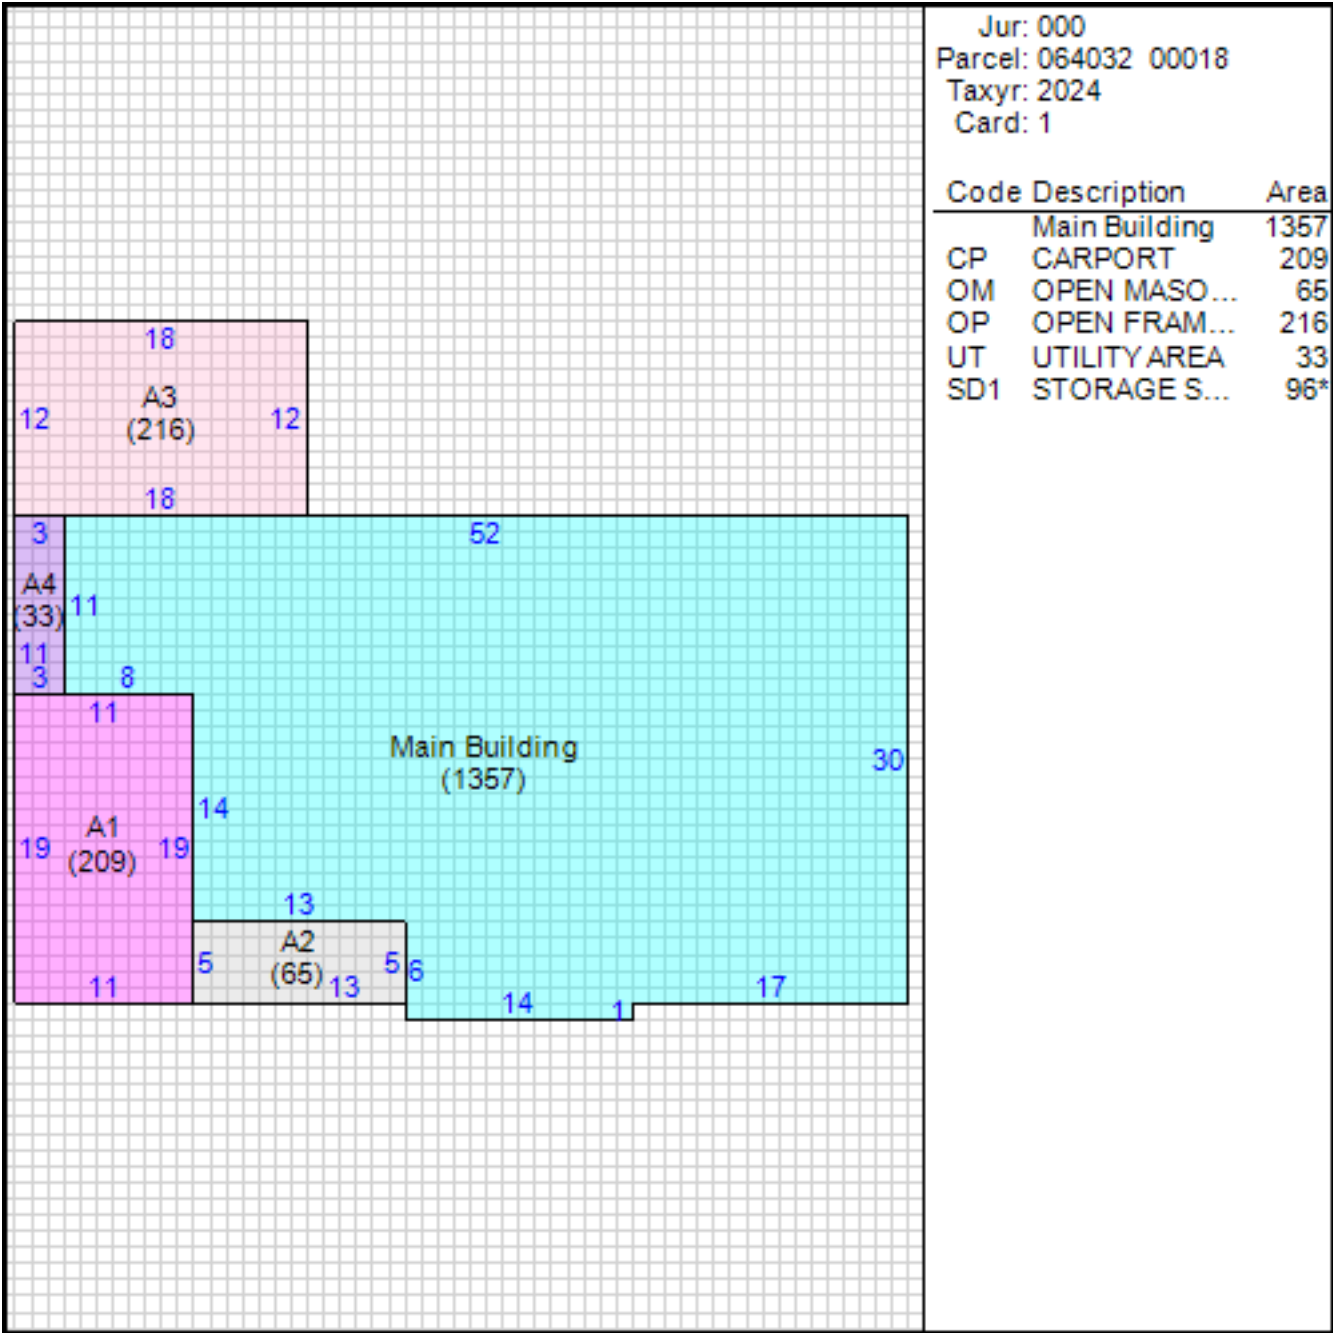 Jur: 000
Parcel: 064032 00018
Taxyr: 2024
Card: 1
Code Description Area
Main Building 1357
CP CARPORT 209
OM OPEN MASO... 65
OP OPEN FRAM... 216
UT UTILITY AREA 33
SD1 STORAGE S... 96*
18
A3
12 (216) 12
18
3 52
A4
(33) 11
11
3 8
11
Main Building
(1357)
30
14
A1
19 (209) 19
13
A2
5 (65) 5 6
11 13 17
14 1